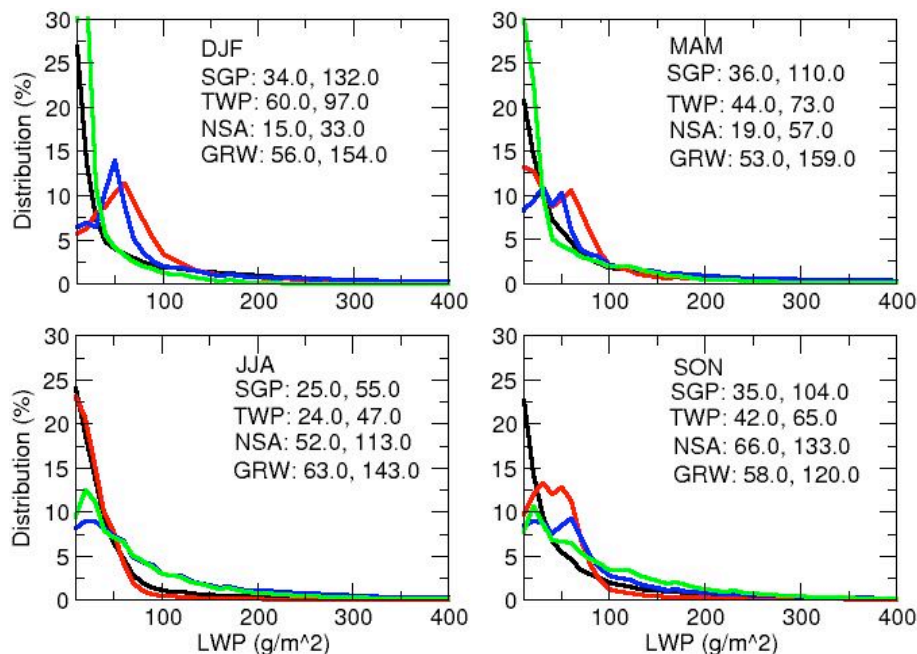 30
25
20
15
10
5
0
Distribution (%)
DJF
SGP: 34.0, 132.0
TWP: 60.0, 97.0
NSA: 15.0, 33.0
GRW: 56.0, 154.0
100 200 300 400
30
25
20
15
10
5
0
MAM
SGP: 36.0, 110.0
TWP: 44.0, 73.0
NSA: 19.0, 57.0
GRW: 53.0, 159.0
100 200 300 400
30
25
20
15
10
5
0
Distribution (%)
JJA
SGP: 25.0, 55.0
TWP: 24.0, 47.0
NSA: 52.0, 113.0
GRW: 63.0, 143.0
100 200 300 400
LWP (g/m^2)
30
25
20
15
10
5
0
SON
SGP: 35.0, 104.0
TWP: 42.0, 65.0
NSA: 66.0, 133.0
GRW: 58.0, 120.0
100 200 300 400
LWP (g/m^2)